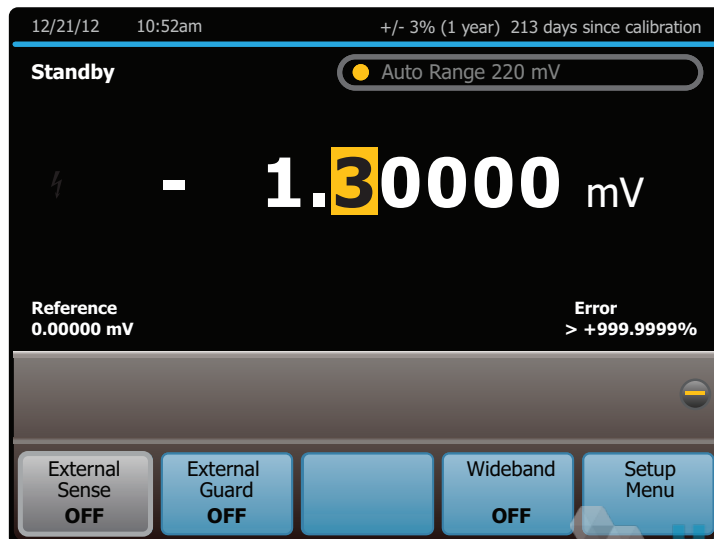 12/21/12 10:52am +/- 3% (1 year) 213 days since calibration
Standby Auto Range 220 mV
- 1.30000 mV
Reference Error
0.00000 mV > +999.9999%
External External Wideband Setup
Sense Guard Menu
OFF OFF OFF